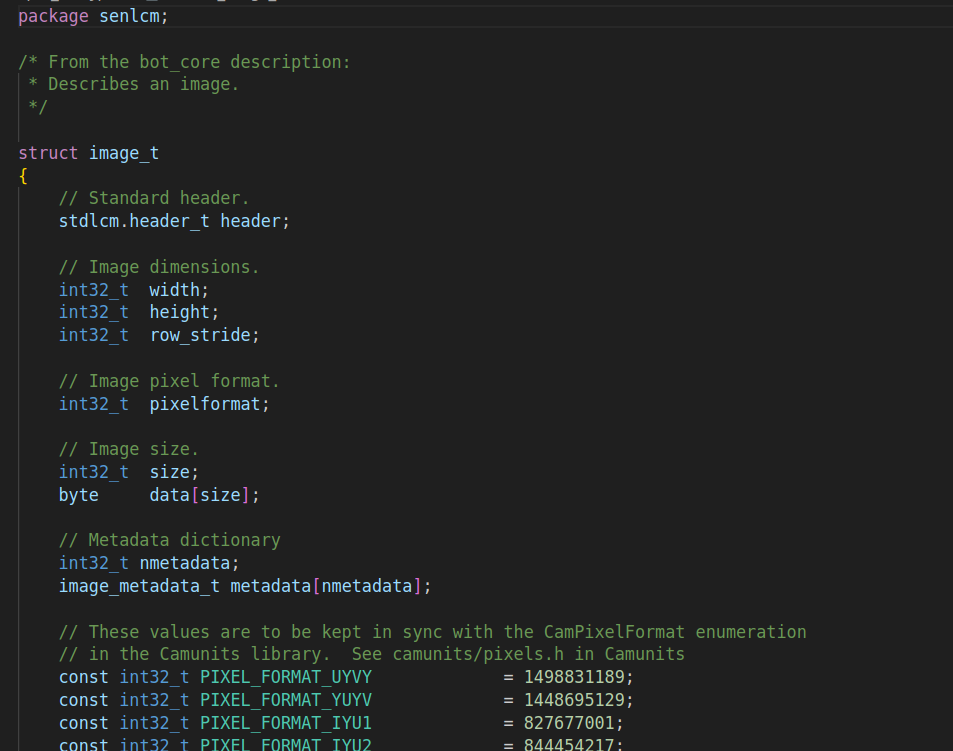 package senlcm;
/* From the bot_core description:
 * Describes an image.
 */
struct image_t
{
    // Standard header.
    stdlcm.header_t header;
    // Image dimensions.
    int32_t  width;
    int32_t  height;
    int32_t  row_stride;
    // Image pixel format.
    int32_t  pixelformat;
    // Image size.
    int32_t  size;
    byte     data[size];
    // Metadata dictionary
    int32_t nmetadata;
    image_metadata_t metadata[nmetadata];
    // These values are to be kept in sync with the CamPixelFormat enumeration
    // in the Camunits library.  See camunits/pixels.h in Camunits
    const int32_t PIXEL_FORMAT_UYVY             = 1498831189;
    const int32_t PIXEL_FORMAT_YUYV             = 1448695129;
    const int32_t PIXEL_FORMAT_IYU1             = 827677001;
    const int32_t PIXEL_FORMAT_IYU2             = 844454217;